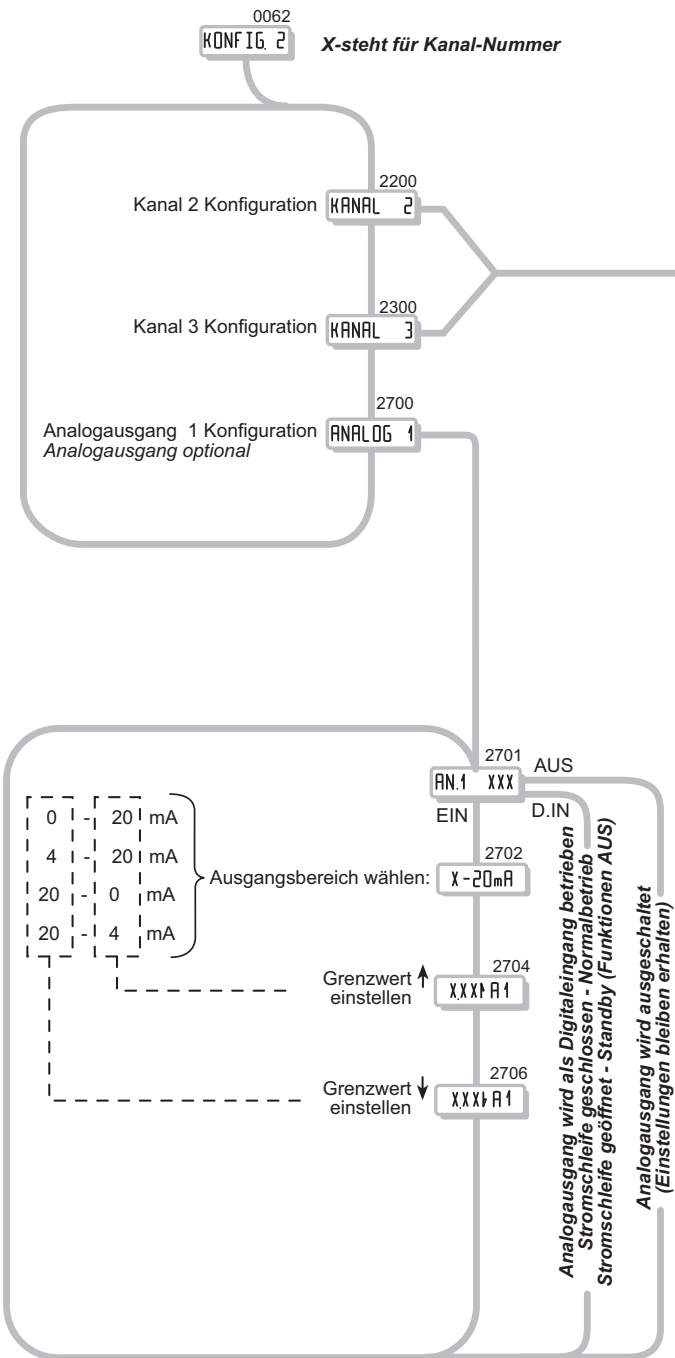 0062
KONFIG. 2
X-steht für Kanal-Nummer
2200
Kanal 2 Konfiguration KANAL 2
2300
Kanal 3 Konfiguration KANAL 3
2700
Analogausgang 1 Konfiguration ANALOG 1
Analogausgang optional
2701
AN.1 XXX AUS
EIN D.IN
0 - 20 mA
4 - 20 mA
20 - 0 mA
20 - 4 mA
Ausgangsbereich wählen:
2702
X-20mA
2704
Grenzwert
einstellen
X.XX A1
2706
Grenzwert
einstellen
X.XX A1
Analogausgang wird als Digitaleingang betrieben
Stromschleife geschlossen - Normalbetrieb
Stromschleife geöffnet - Standby (Funktionen AUS)
Analogausgang wird ausgeschaltet
(Einstellungen bleiben erhalten)